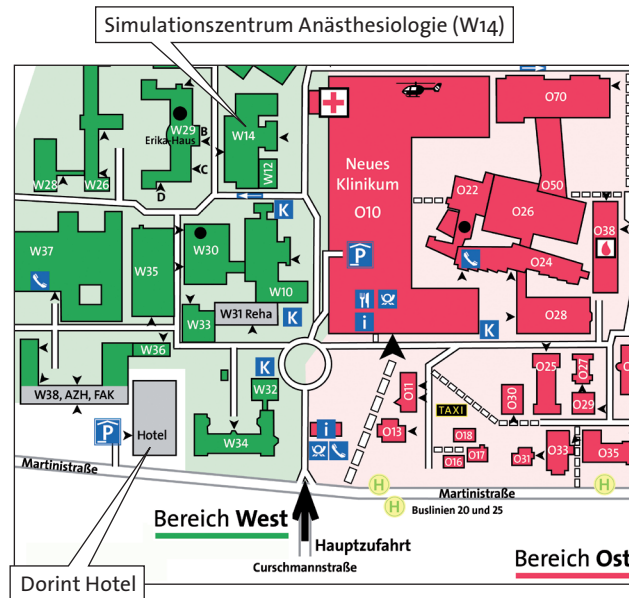 Simulationszentrum Anästhesiologie (W14)
O70
W29
B
Erika-Haus
C
D
W14
W12
W28
W26
Neues
Klinikum
O10
O22
O50
O26
O38
O24
O28
K
W37
W35
W30
W10
P
W33
W31 Reha
K
i
K
W36
W38, AZH, FAK
K
W32
W34
P
Hotel
O11
O13
TAXI
O30
O25
O27
O29
O18
O16
O17
O31
O33
O35
i
Martinistraße
H
H
H
Martinistraße
Buslinien 20 und 25
Bereich West
Hauptzufahrt
Curschmannstraße
Bereich Ost
Dorint Hotel